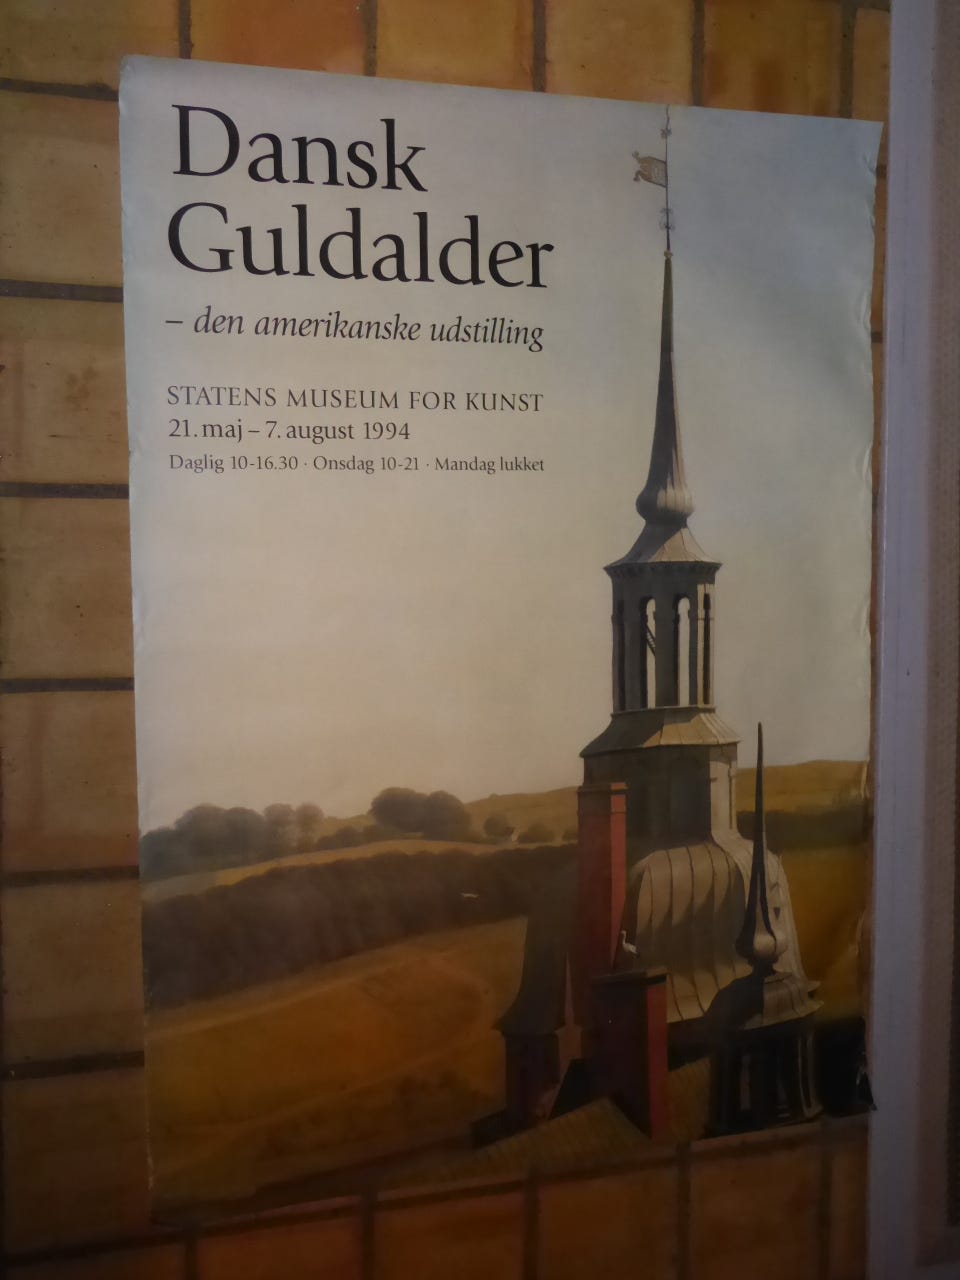 Dansk
Guldalder
– den amerikanske udstilling
STATENS MUSEUM FOR KUNST
21. maj – 7. august 1994
Daglig 10-16.30 · Onsdag 10-21 · Mandag lukket